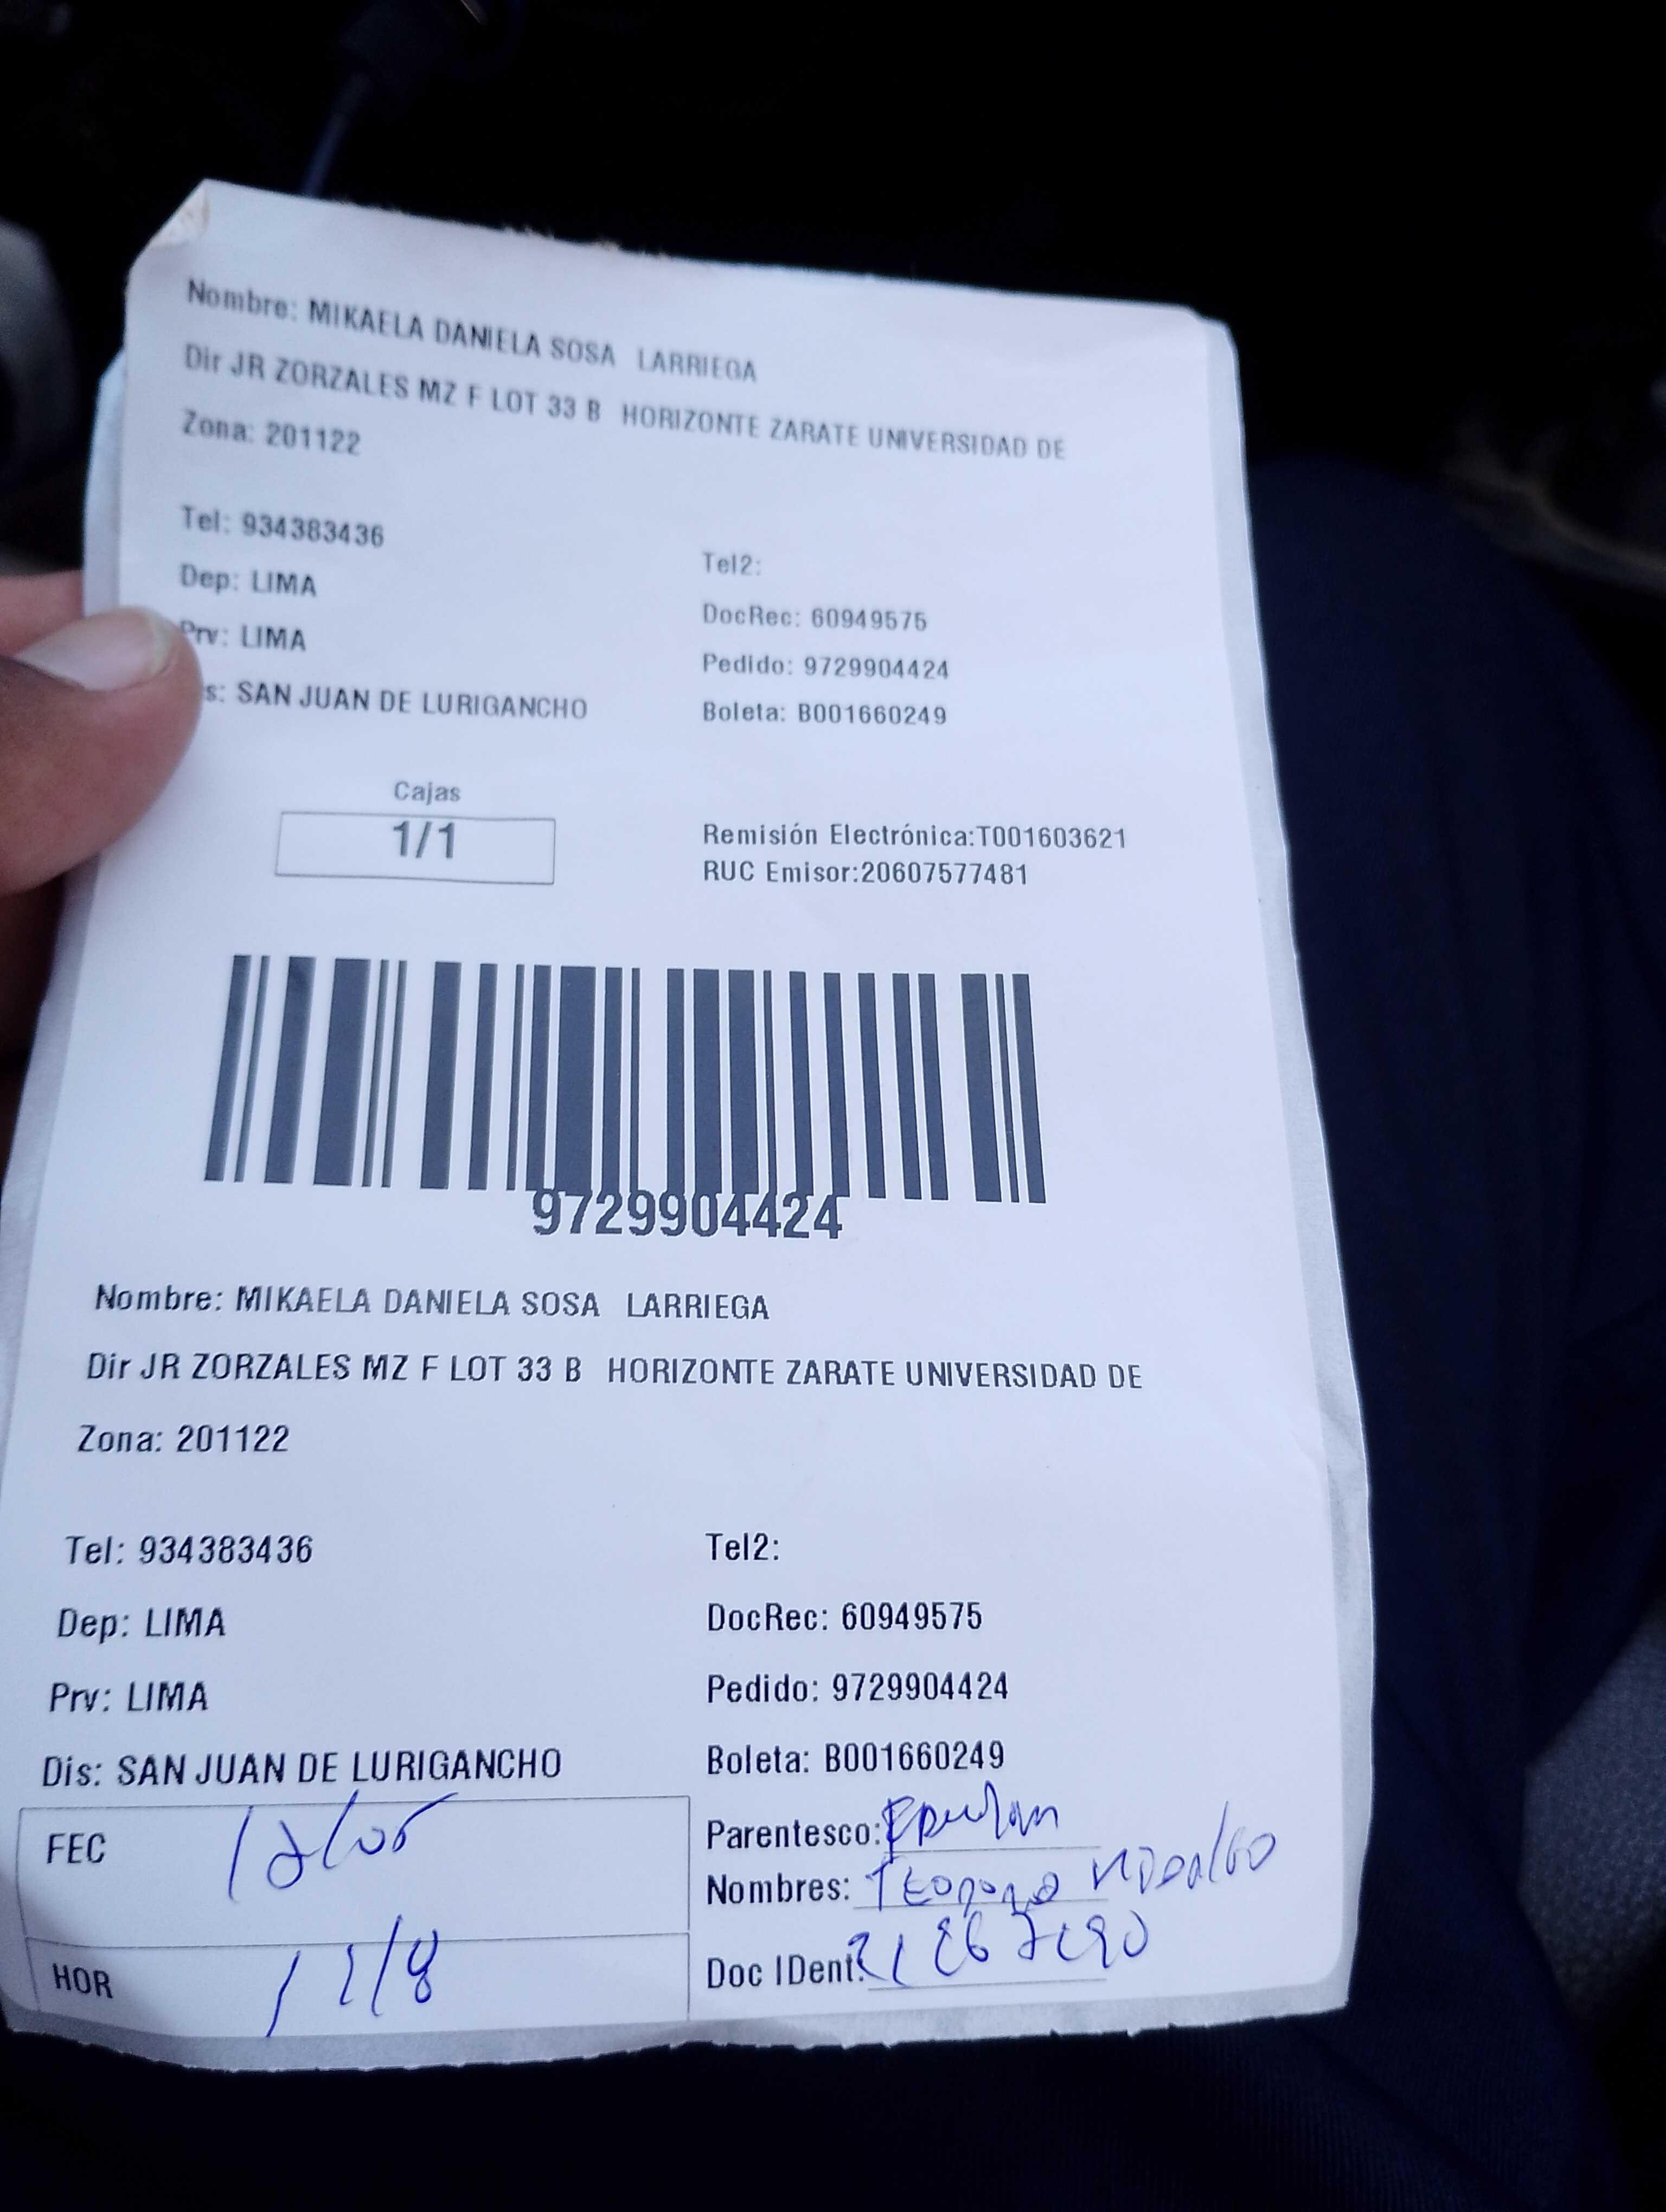 Nombre: MIKAELA DANIELA SOSA LARRIEGA
Dir JR ZORZALES MZ F LOT 33 B HORIZONTE ZARATE UNIVERSIDAD DE
Zona: 201122
Tel: 934383436
Tel2:
Dep: LIMA
DocRec: 60949575
Prv: LIMA
Pedido: 9729904424
s: SAN JUAN DE LURIGANCHO
Boleta: B001660249
Cajas
1/1
Remisión Electrónica:T001603621
RUC Emisor:20607577481
9729904424
Nombre: MIKAELA DANIELA SOSA LARRIEGA
Dir JR ZORZALES MZ F LOT 33 B HORIZONTE ZARATE UNIVERSIDAD DE
Zona: 201122
Tel: 934383436
Tel2:
Dep: LIMA
DocRec: 60949575
Prv: LIMA
Pedido: 9729904424
Dis: SAN JUAN DE LURIGANCHO
Boleta: B001660249
FEC
Parentesco:
Nombres:
HOR
Doc IDent: